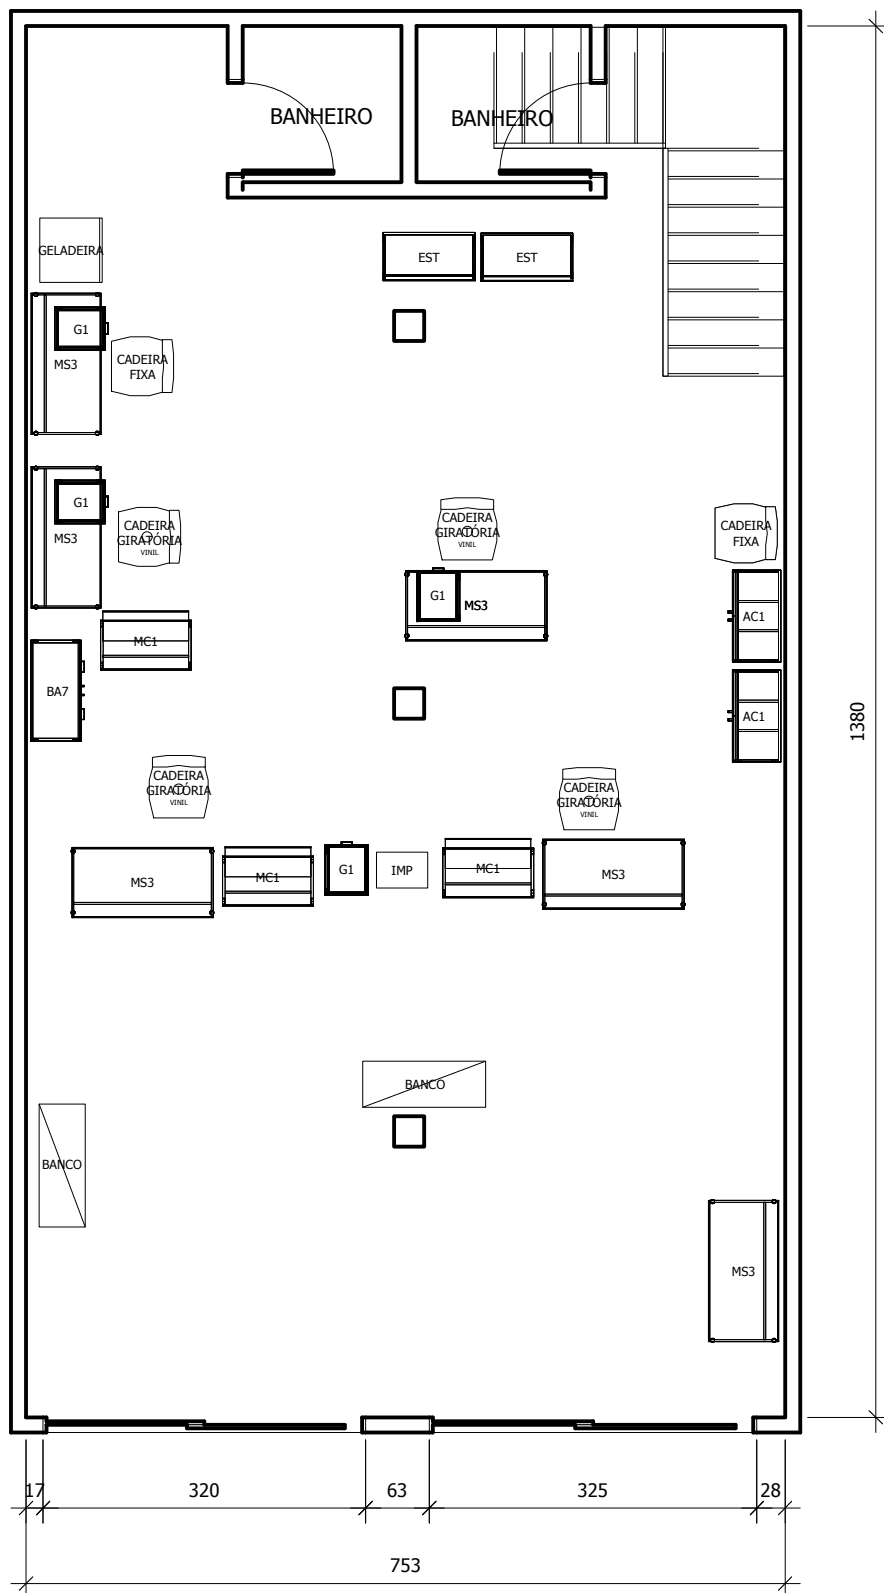 BANHEIRO
BANHEIRO
GELADEIRA
EST
EST
G1
MS3
CADEIRA
FIXA
G1
MS3
CADEIRA
GIRATÓRIA
VINIL
CADEIRA
GIRATÓRIA
VINIL
CADEIRA
FIXA
G1
MS3
AC1
MC1
BA7
AC1
1380
CADEIRA
GIRATÓRIA
VINIL
CADEIRA
GIRATÓRIA
VINIL
MS3
MC1
G1
IMP
MC1
MS3
BANCO
BANCO
MS3
17
320
63
325
28
753